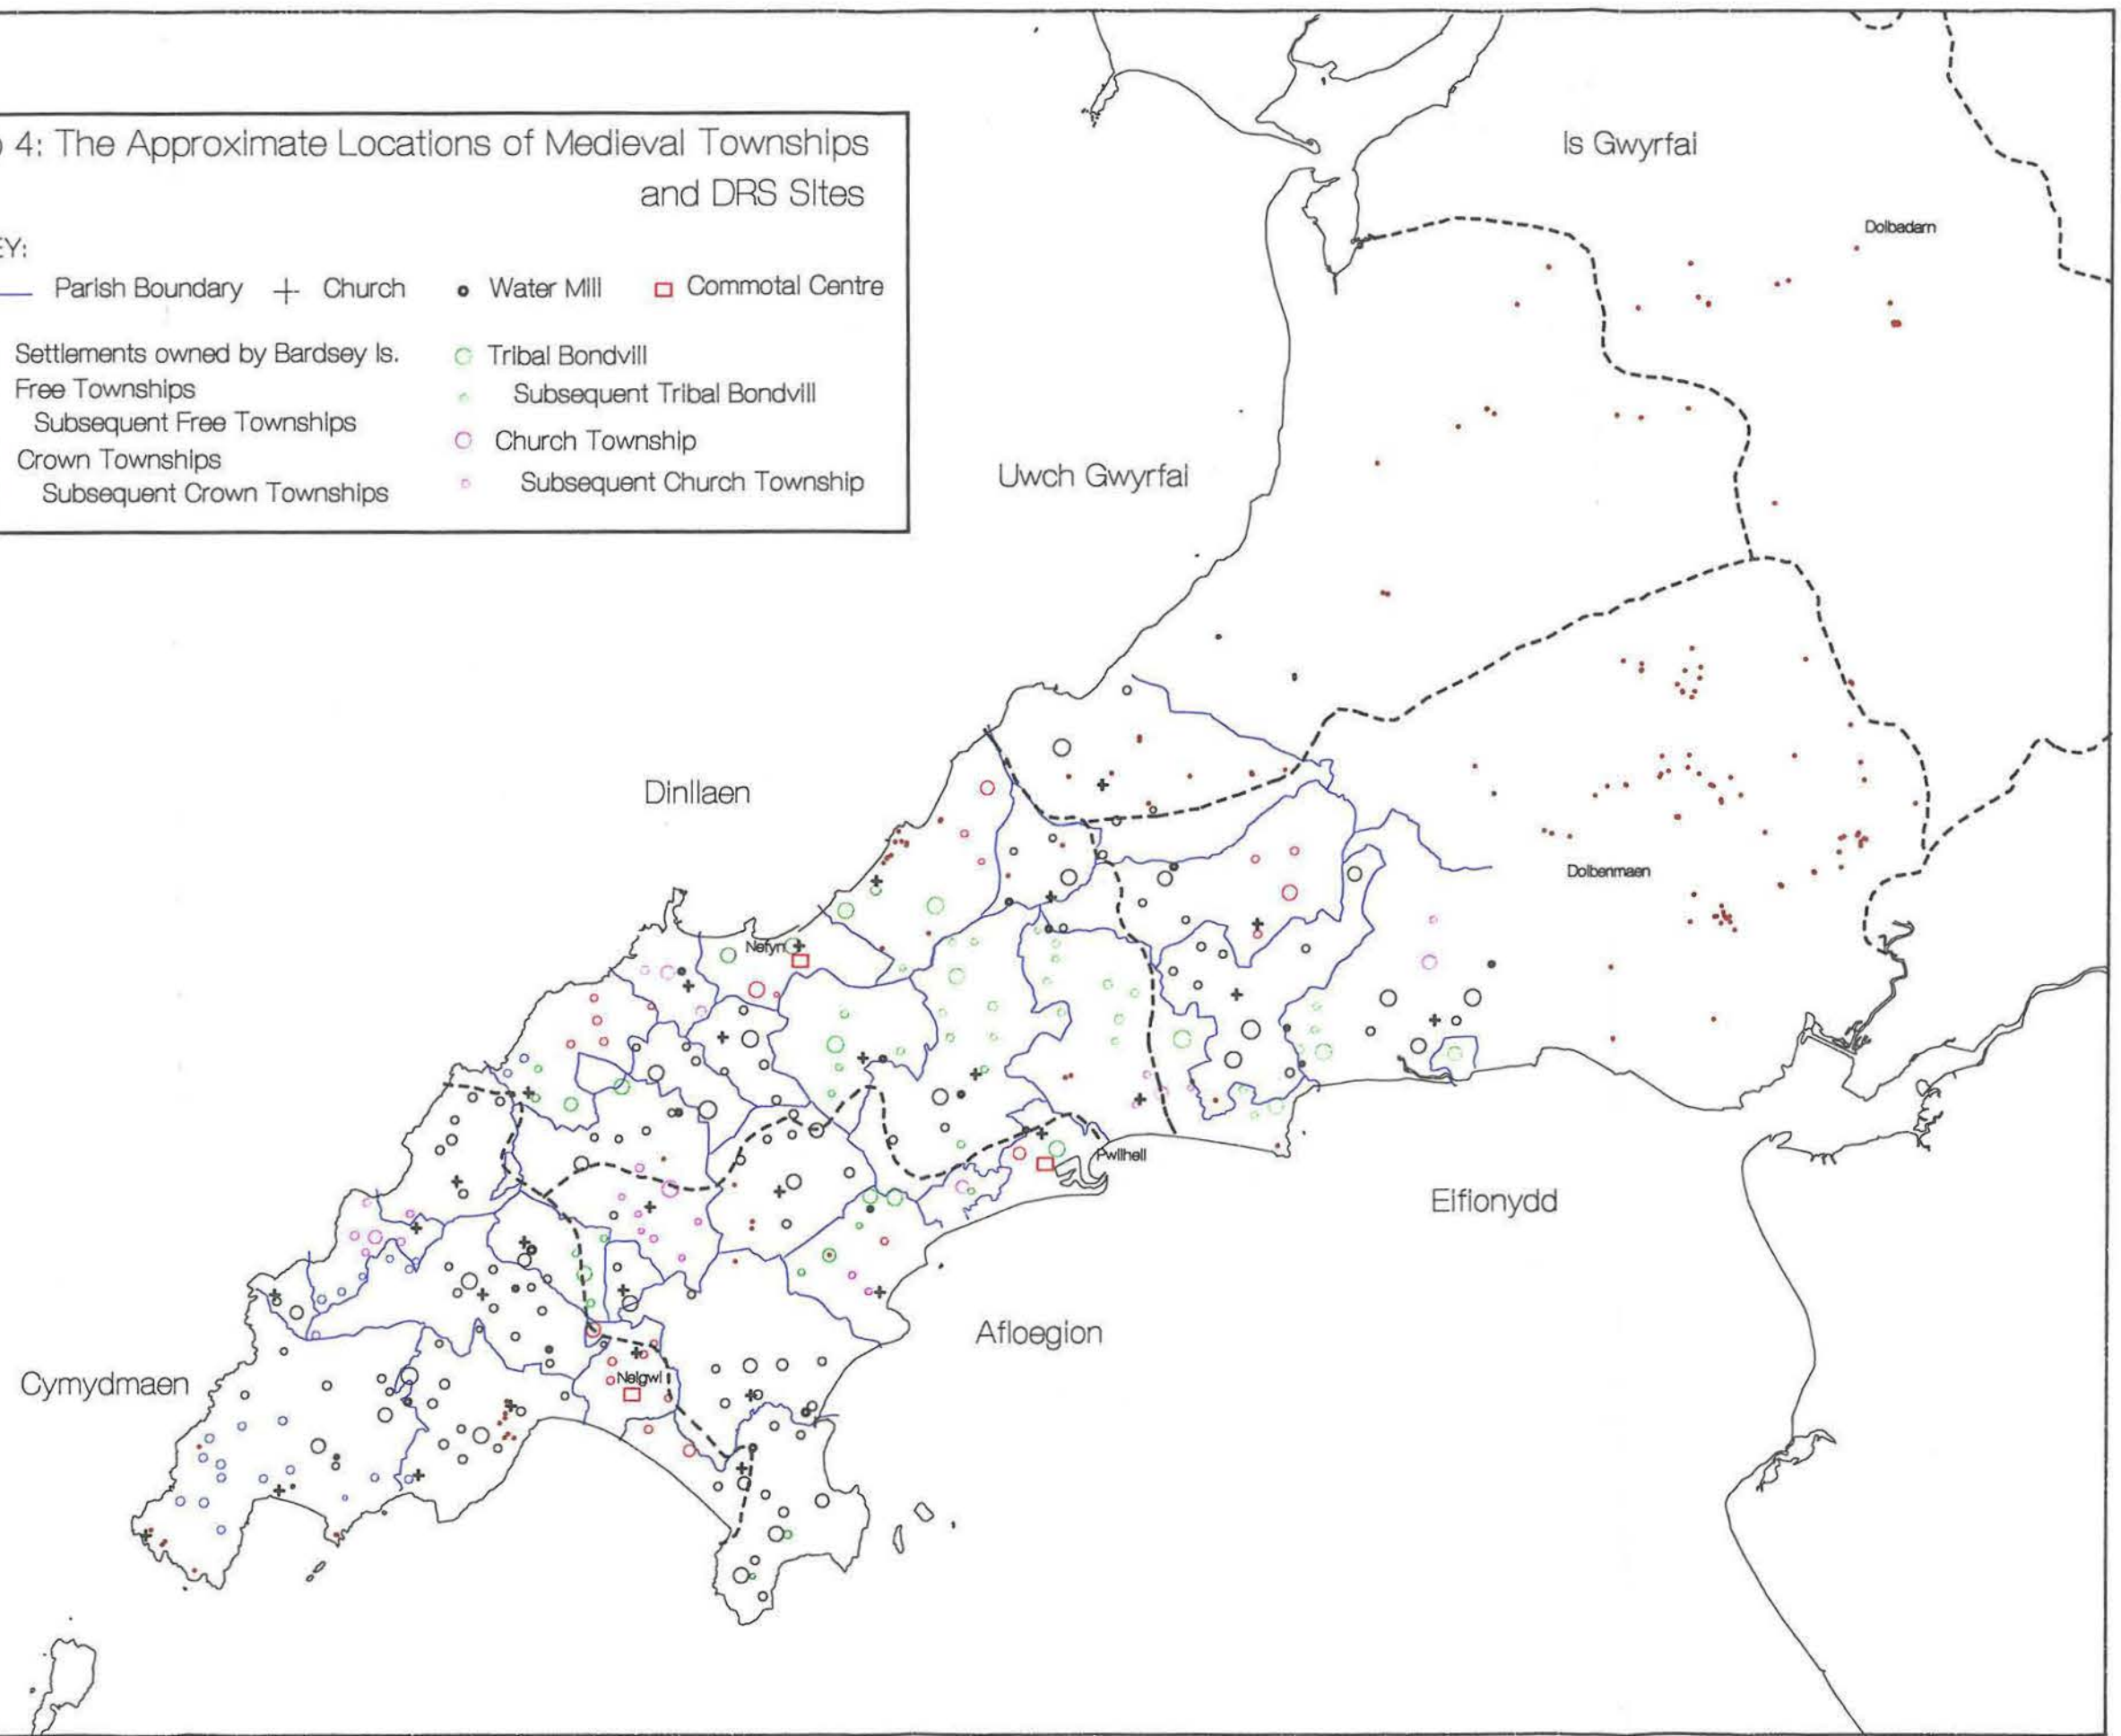 4: The Approximate Locations of Medieval Townships
and DRS SItes
EY:
Parish Boundary
Church
Water Mill
Commotal Centre
Settlements owned by Bardsey Is.
Free Townships
Subsequent Free Townships
Crown Townships
Subsequent Crown Townships
Tribal Bondvill
Subsequent Tribal Bondvill
Church Township
Subsequent Church Township
Is Gwyrfai
Dolbadarn
Uwch Gwyrfai
Dinllaen
Dolbenmaen
Nefyn
Pwllheli
Eifionydd
Afloegion
Neigwl
Cymydmaen